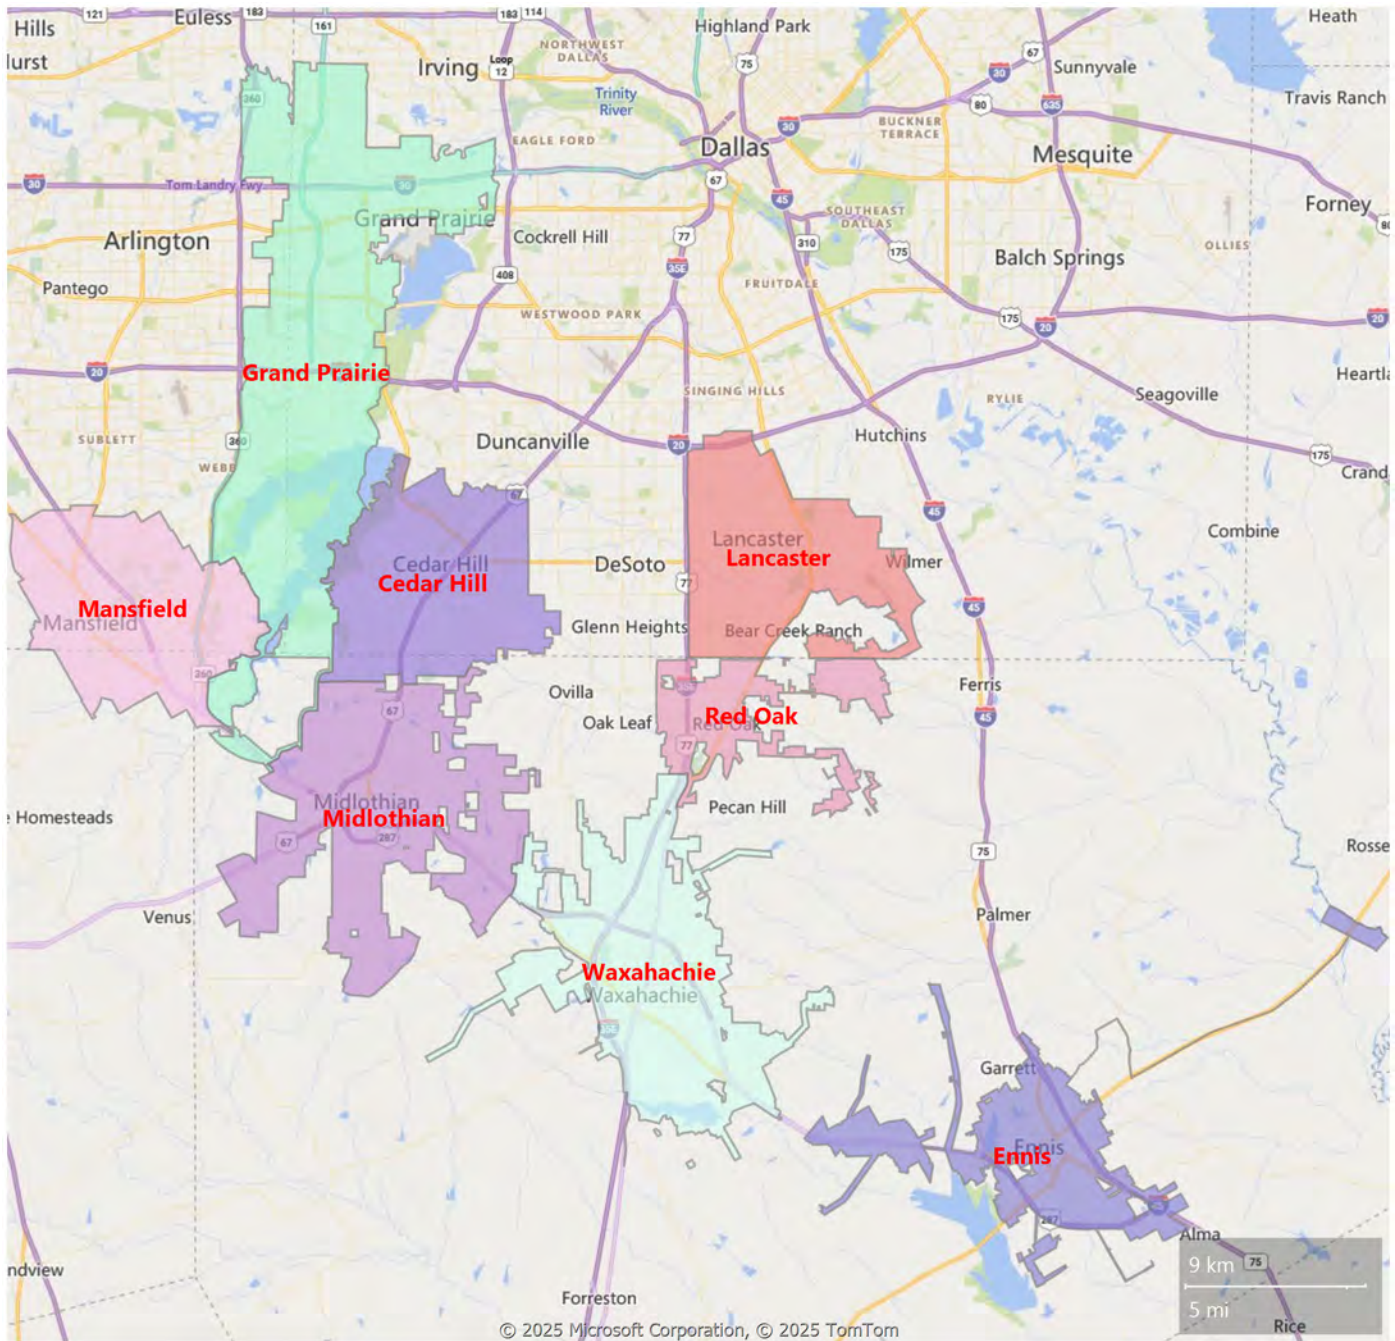 121
Euless
183
161
183
114
Highland Park
Heath
Hills
NORTHWEST
DALLAS
67
75
Irving
Loop
12
30
Sunnyvale
360
Trinity
River
80
635
Travis Ranch
30
BUCKNER
TERRACE
EAGLE FORD
Dallas
Mesquite
30
Tom Landry Fwy
30
67
45
Forney
Grand Prairie
SOUTHEAST
DALLAS
Arlington
Cockrell Hill
77
310
175
OLLIES
35E
408
Balch Springs
Pantego
FRUITDALE
WESTWOOD PARK
175
20
20
20
Grand Prairie
SINGING HILLS
RYLIE
Seagoville
SUBLETT
360
Duncanville
20
Hutchins
175
WEBB
67
45
Combine
Lancaster
Lancaster
Cedar Hill
Cedar Hill
DeSoto
77
Wilmer
Mansfield
Mansfield
45
Glenn Heights
Bear Creek Ranch
360
Ovilla
Ferris
67
Oak Leaf
Red Oak
Red Oak
45
77
Midlothian
Midlothian
Pecan Hill
e Homesteads
67
287
75
Rosse
Venus
Palmer
Waxahachie
Waxahachie
35E
Garrett
Ennis
Ennis
287
45
Alma
9 km
75
5 mi
ndview
Forreston
Rice
© 2025 Microsoft Corporation, © 2025 TomTom